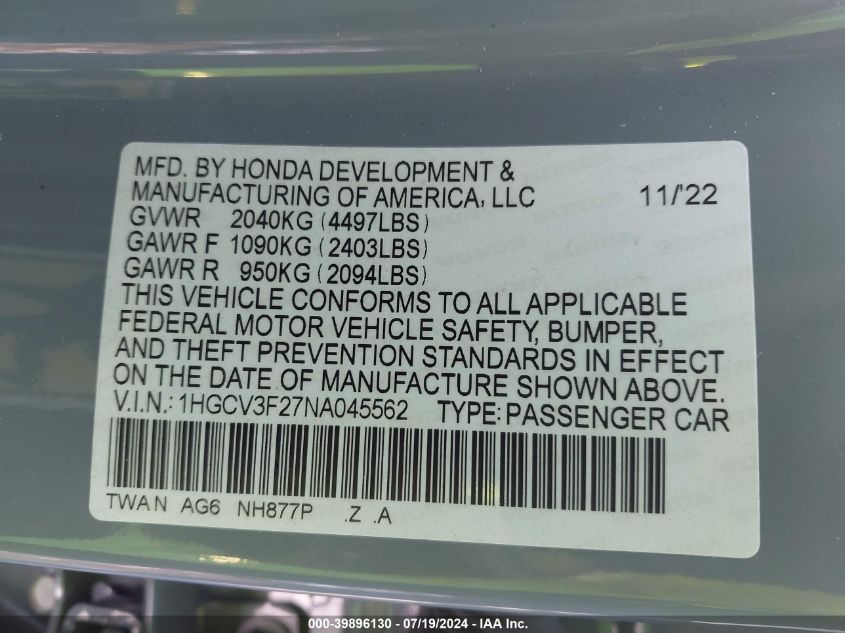 MFD. BY HONDA DEVELOPMENT &
MANUFACTURING OF AMERICA, LLC 11/'22
GVWR 2040KG (4497LBS)
GAWR F 1090KG (2403LBS)
GAWR R 950KG (2094LBS)
THIS VEHICLE CONFORMS TO ALL APPLICABLE
FEDERAL MOTOR VEHICLE SAFETY, BUMPER,
AND THEFT PREVENTION STANDARDS IN EFFECT
ON THE DATE OF MANUFACTURE SHOWN ABOVE.
V.I.N.: 1HGCV3F27NA045562 TYPE: PASSENGER CAR
TWAN AG6 NH877P .Z .A
000-39896130 - 07/19/2024 - IAA Inc.